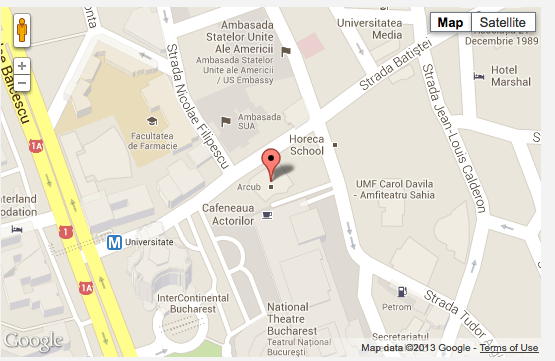 Map
Satellite
Ambasada
Statelor Unite
Ale Americii
Ambasada Statelor
Unite ale Americii
/ US Embassy
Universitatea
Media
Decembrie 1989
Hotel
Marshal
Strada Batiștei
Strada Nicolae Filipescu
Strada Jean-Louis Calderon
Bălcescu
1A
Facultatea
de Farmacie
Ambasada
SUA
Horeca
School
Arcub
Cafeneaua
Actorilor
UMF Carol Davila
- Amfiteatru Sahia
1
M Universitate
1A
InterContinental
Bucharest
National
Theatre
Bucharest
Teatrul Național
București
Petrom
Strada Tudor
Secretariatul
Google
Map data ©2013 Google - Terms of Use